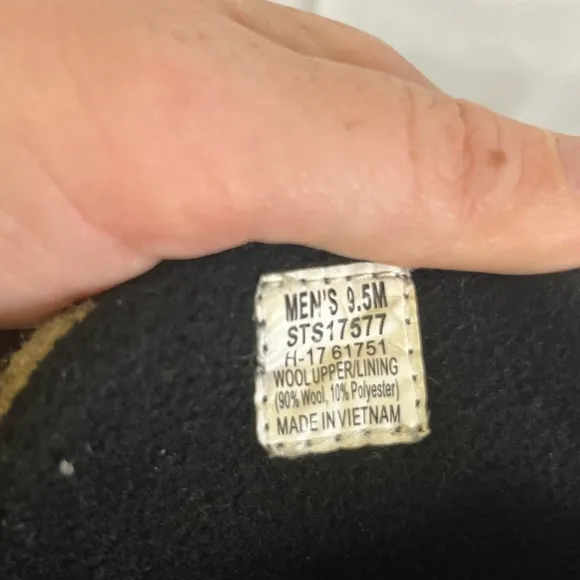 MEN'S 9.5M
STS17577
H-17 61751
WOOL UPPER/LINING
(90% Wool, 10% Polyester)
MADE IN VIETNAM